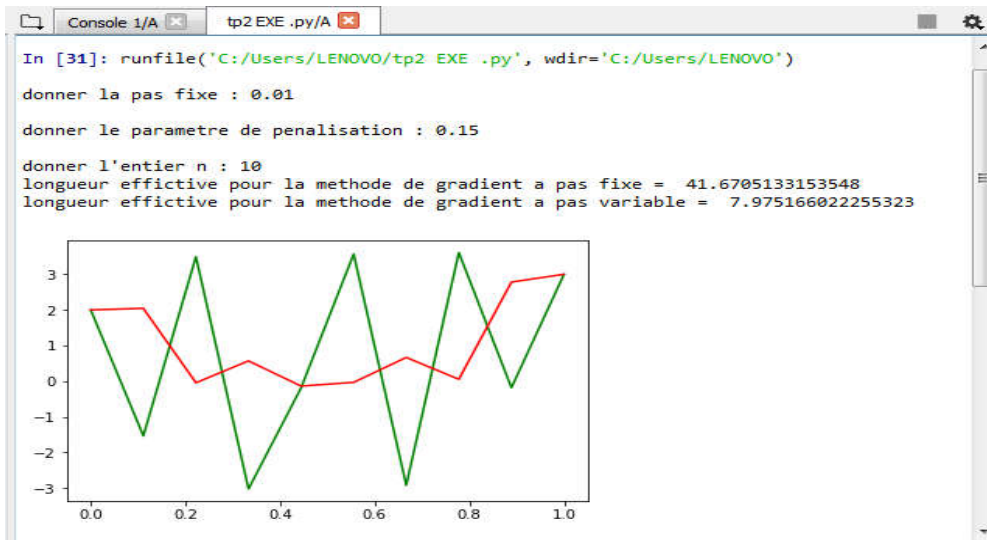 Console 1/A
tp2 EXE .py/A
In [31]: runfile('C:/Users/LENOVO/tp2 EXE .py', wdir='C:/Users/LENOVO')
donner la pas fixe : 0.01
donner le parametre de penalisation : 0.15
donner l'entier n : 10
longueur effictive pour la methode de gradient a pas fixe =  41.6705133153548
longueur effictive pour la methode de gradient a pas variable =  7.975166022255323
3
2
1
0
−1
−2
−3
0.0 0.2 0.4 0.6 0.8 1.0